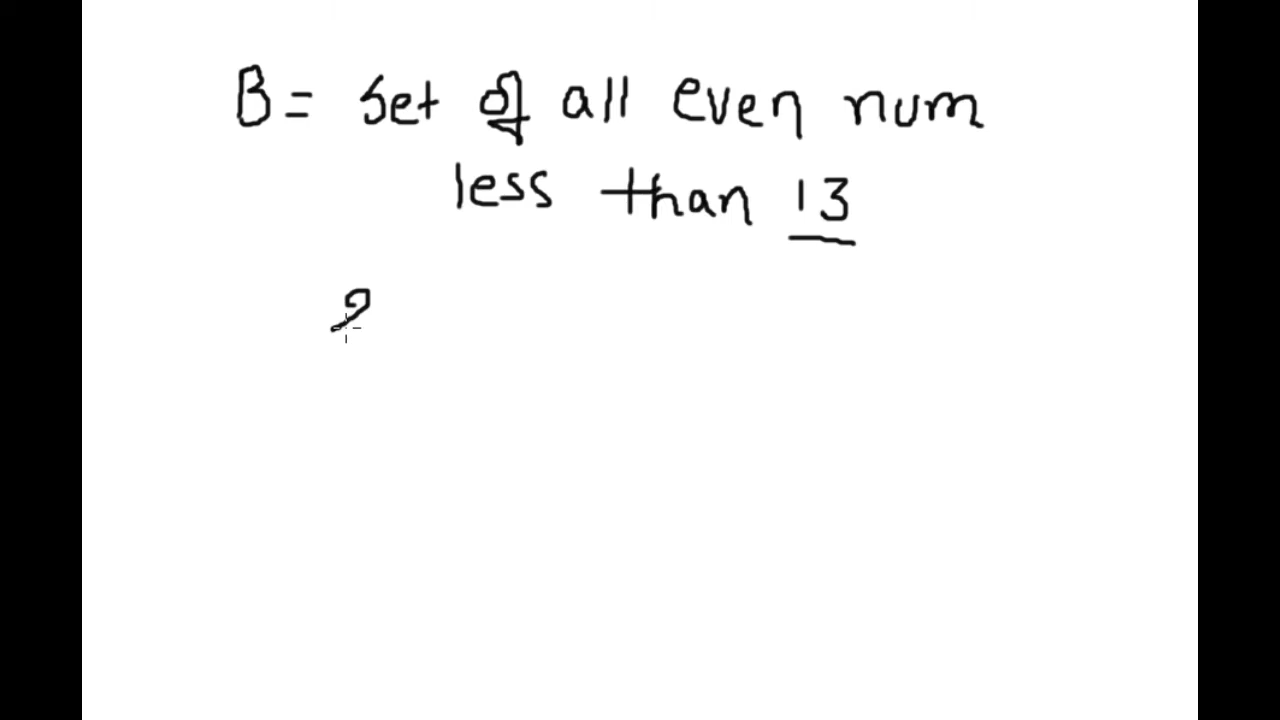 B = set of all even num
less than 13
2